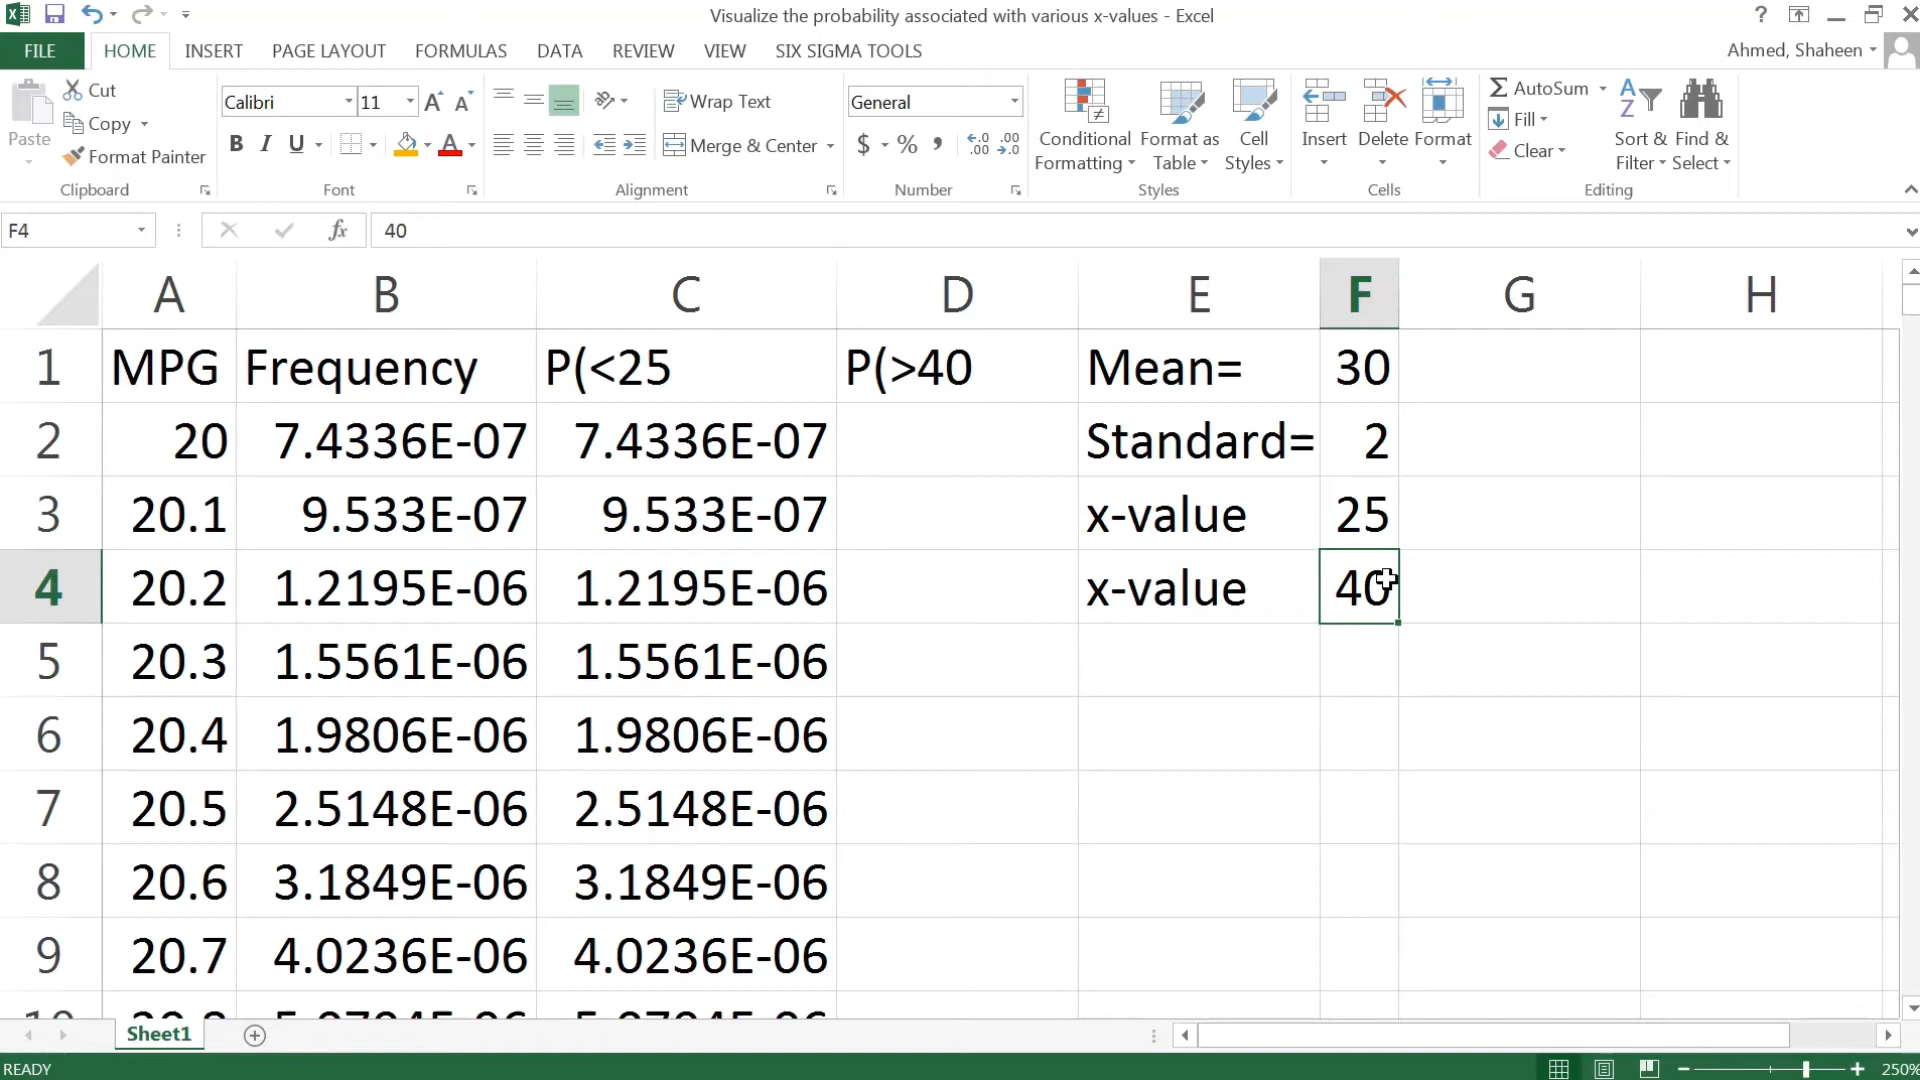 Visualize the probability associated with various x-values - Excel
?
FILE HOME INSERT PAGE LAYOUT FORMULAS DATA REVIEW VIEW SIX SIGMA TOOLS Ahmed, Shaheen
Paste
Cut
Copy
Format Painter
Clipboard
Calibri 11
B I U
Font
Wrap Text
Merge & Center
Alignment
General
$ % , .00 .00
Number
Conditional Formatting
Format as Table
Cell Styles
Styles
Insert Delete Format
Cells
AutoSum
Fill
Clear
Sort & Filter
Find & Select
Editing
F4 fx 40
A B C D E F G H
1 MPG Frequency P(<25 P(>40 Mean= 30
2 20 7.4336E-07 7.4336E-07 Standard= 2
3 20.1 9.533E-07 9.533E-07 x-value 25
4 20.2 1.2195E-06 1.2195E-06 x-value 40
5 20.3 1.5561E-06 1.5561E-06
6 20.4 1.9806E-06 1.9806E-06
7 20.5 2.5148E-06 2.5148E-06
8 20.6 3.1849E-06 3.1849E-06
9 20.7 4.0236E-06 4.0236E-06
Sheet1
READY 250%